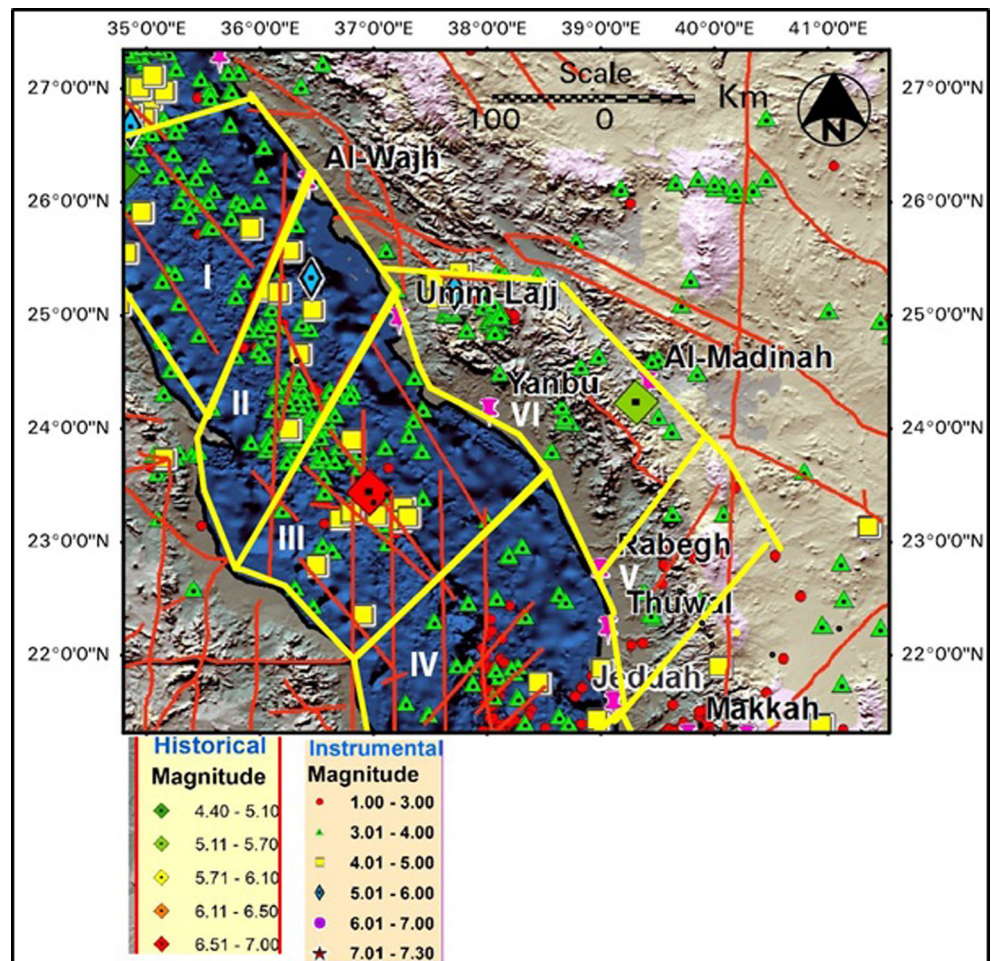 35°0'0"E 36°0'0"E 37°0'0"E 38°0'0"E 39°0'0"E 40°0'0"E 41°0'0"E
27°0'0"N 27°0'0"N
Scale
Km
100 0
N
Al-Wajh
26°0'0"N 26°0'0"N
I
Umm-Lajj
25°0'0"N 25°0'0"N
Al-Madinah
Yanbu
II VI
24°0'0"N 24°0'0"N
23°0'0"N 23°0'0"N
III Rabegh
V
Thuwal
22°0'0"N 22°0'0"N
IV Jeddah
Makkah
Historical
Magnitude
4.40 - 5.10
5.11 - 5.70
5.71 - 6.10
6.11 - 6.50
6.51 - 7.00
Instrumental
Magnitude
1.00 - 3.00
3.01 - 4.00
4.01 - 5.00
5.01 - 6.00
6.01 - 7.00
7.01 - 7.30